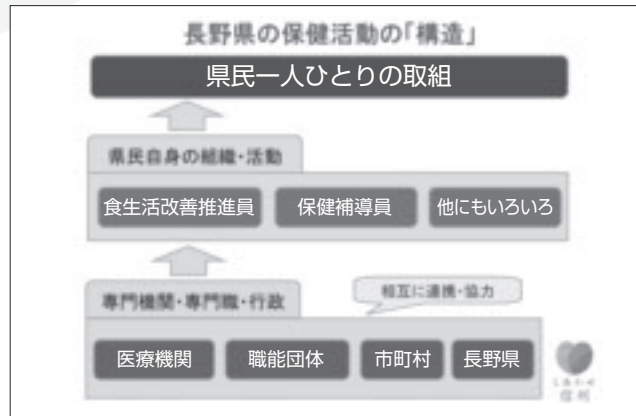 長野県の保健活動の「構造」
県民一人ひとりの取組
県民自身の組織・活動
食生活改善推進員 保健補導員 他にもいろいろ
専門機関・専門職・行政
相互に連携・協力
医療機関 職能団体 市町村 長野県
しあわせ
信州